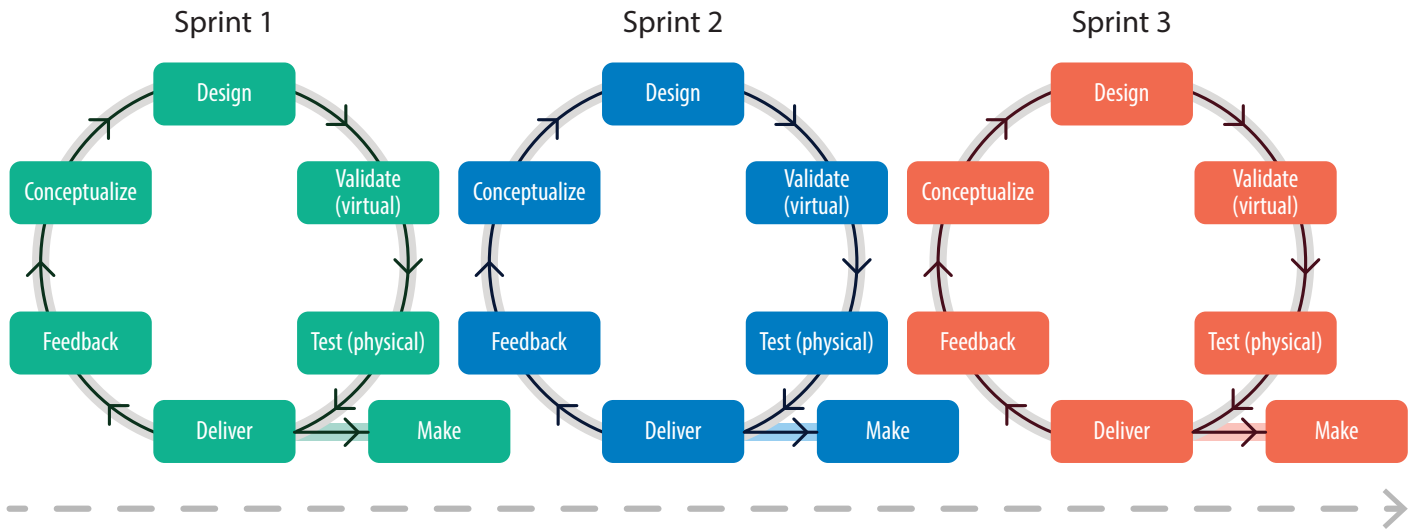 Sprint 1
Design
Conceptualize
Validate
(virtual)
Feedback
Test (physical)
Deliver
Make
Sprint 2
Design
Conceptualize
Validate
(virtual)
Feedback
Test (physical)
Deliver
Make
Sprint 3
Design
Conceptualize
Validate
(virtual)
Feedback
Test (physical)
Deliver
Make